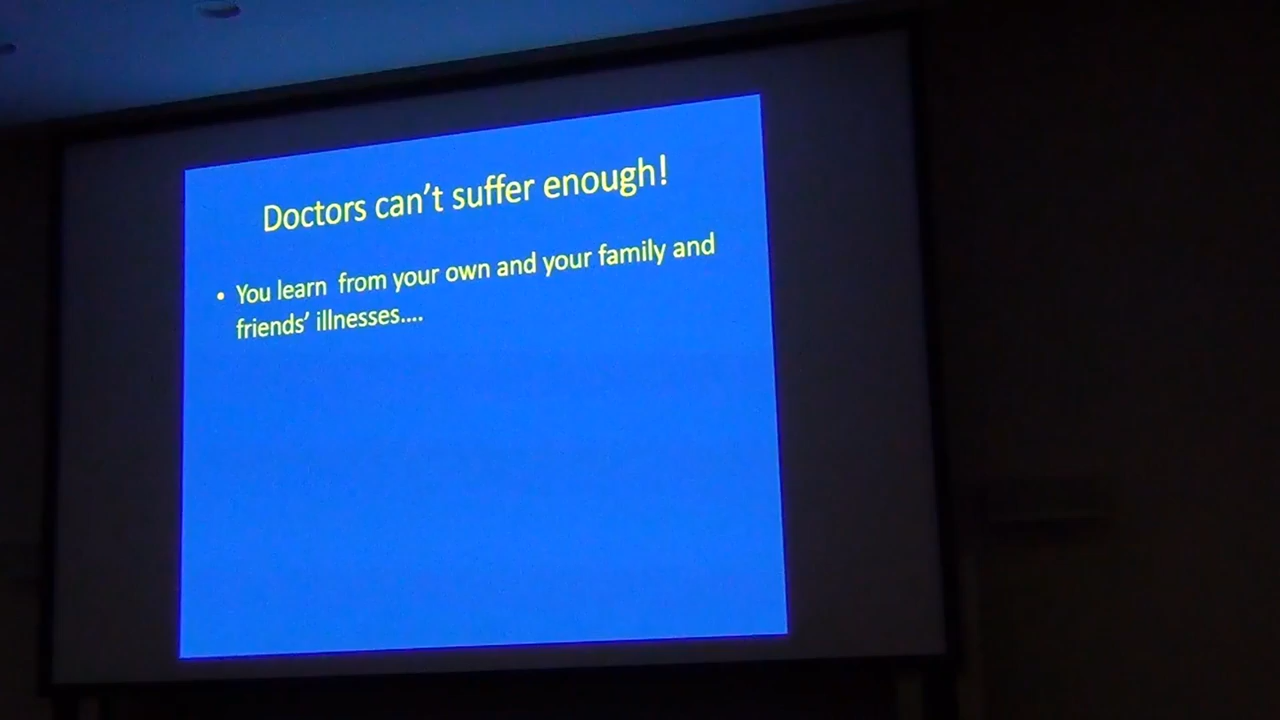 Doctors can't suffer enough!
• You learn  from your own and your family and
friends' illnesses....